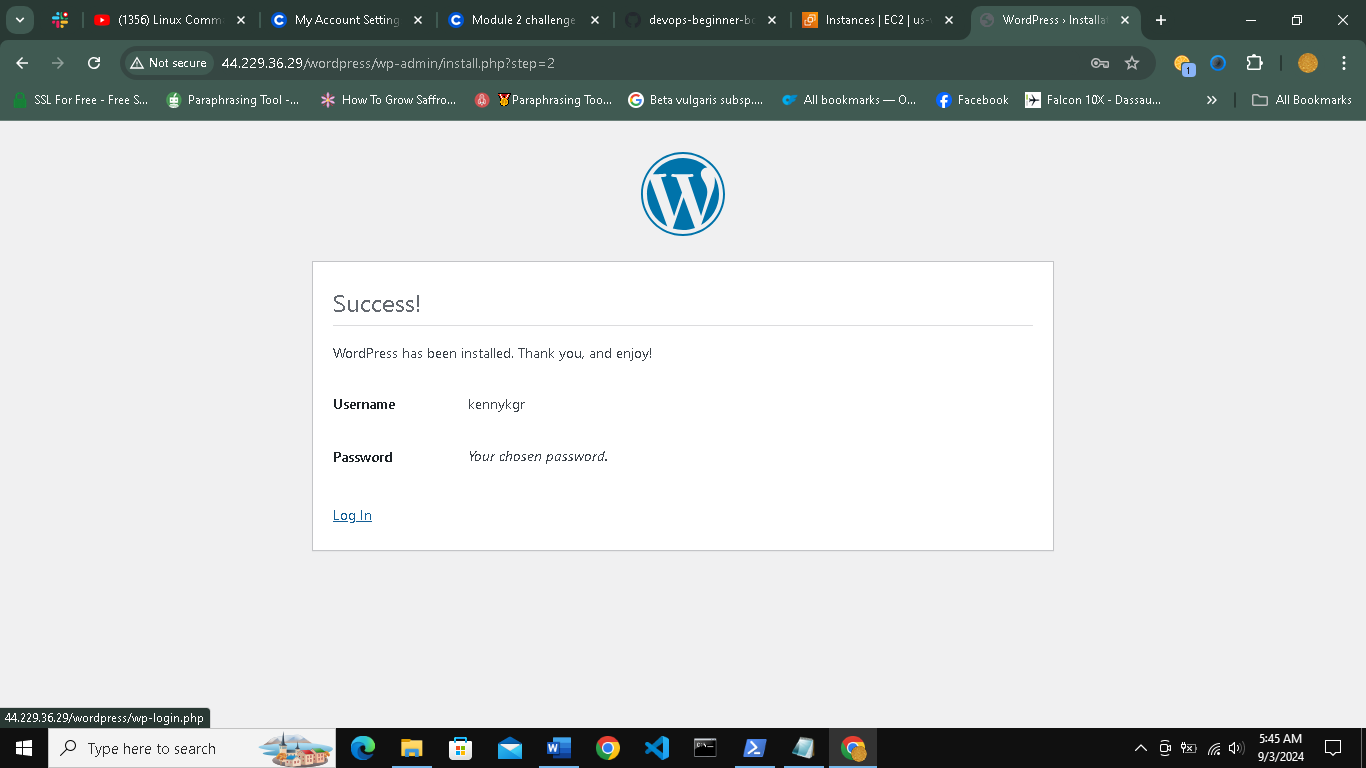 (1356) Linux Comm
My Account Setting
Module 2 challenge
devops-beginner-bo
Instances | EC2 | us-
WordPress › Installat
Not secure
44.229.36.29/wordpress/wp-admin/install.php?step=2
1
SSL For Free - Free S...
Paraphrasing Tool -...
How To Grow Saffro...
Paraphrasing Too...
Beta vulgaris subsp....
All bookmarks — O...
Facebook
Falcon 10X - Dassau...
»
All Bookmarks
Success!
WordPress has been installed. Thank you, and enjoy!
Username kennykgr
Password Your chosen password.
Log In
44.229.36.29/wordpress/wp-login.php
Type here to search
5:45 AM
9/3/2024